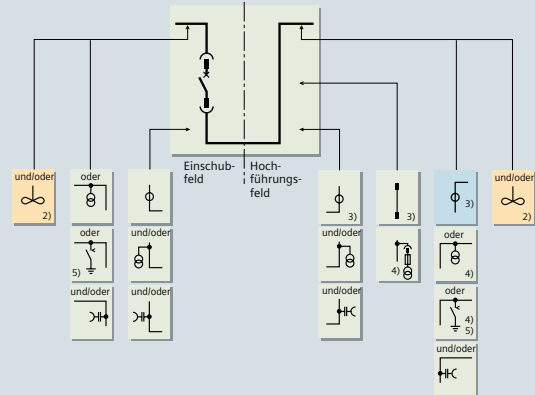 Einschub-
feld
Hoch-
führungs-
feld
und/oder
2)
oder
oder
5)
und/oder
und/oder
und/oder
3)
und/oder
und/oder
3)
4)
3)
oder
4)
oder
4)
5)
und/oder
und/oder
2)